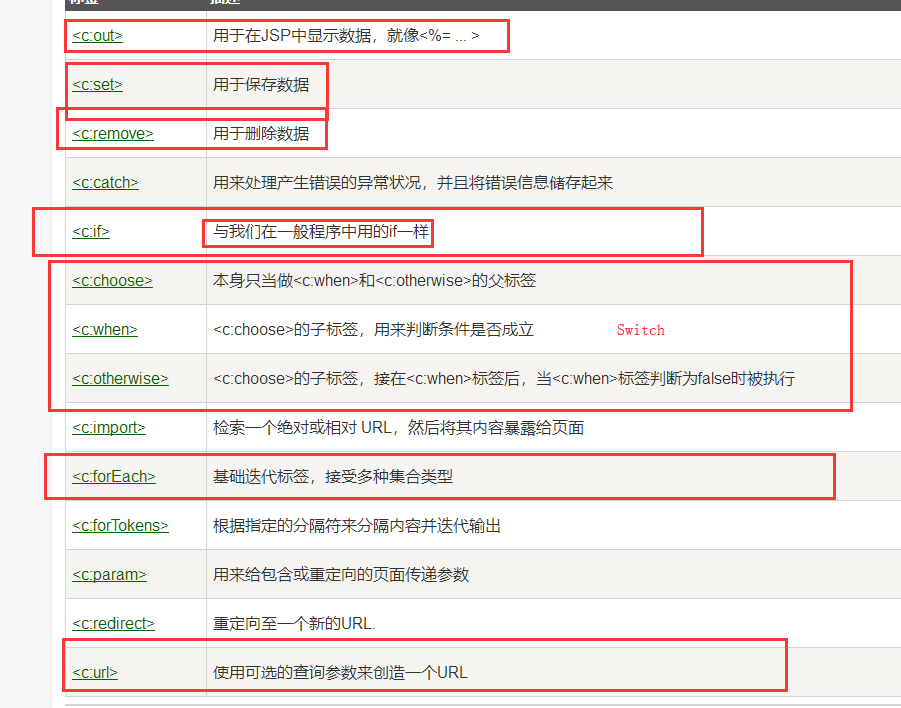 标签 描述
<c:out> 用于在JSP中显示数据，就像<%= ... >
<c:set> 用于保存数据
<c:remove> 用于删除数据
<c:catch> 用来处理产生错误的异常状况，并且将错误信息储存起来
<c:if> 与我们在一般程序中用的if一样
<c:choose> 本身只当做<c:when>和<c:otherwise>的父标签
<c:when> <c:choose>的子标签，用来判断条件是否成立 Switch
<c:otherwise> <c:choose>的子标签，接在<c:when>标签后，当<c:when>标签判断为false时被执行
<c:import> 检索一个绝对或相对 URL，然后将其内容暴露给页面
<c:forEach> 基础迭代标签，接受多种集合类型
<c:forTokens> 根据指定的分隔符来分隔内容并迭代输出
<c:param> 用来给包含或重定向的页面传递参数
<c:redirect> 重定向至一个新的URL.
<c:url> 使用可选的查询参数来创造一个URL